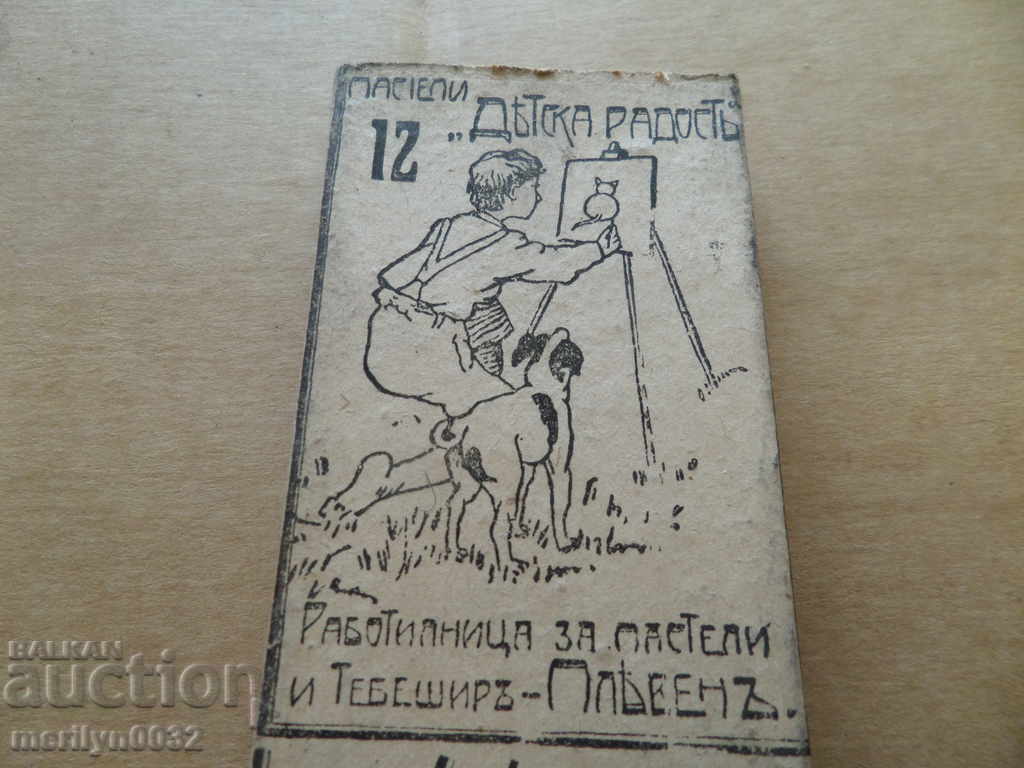 пастели
12 „Дѣтска радость“
Работилница за пастели
и Тебеширъ – Плѣвенъ.
BALKAN
auction
merilyn0032